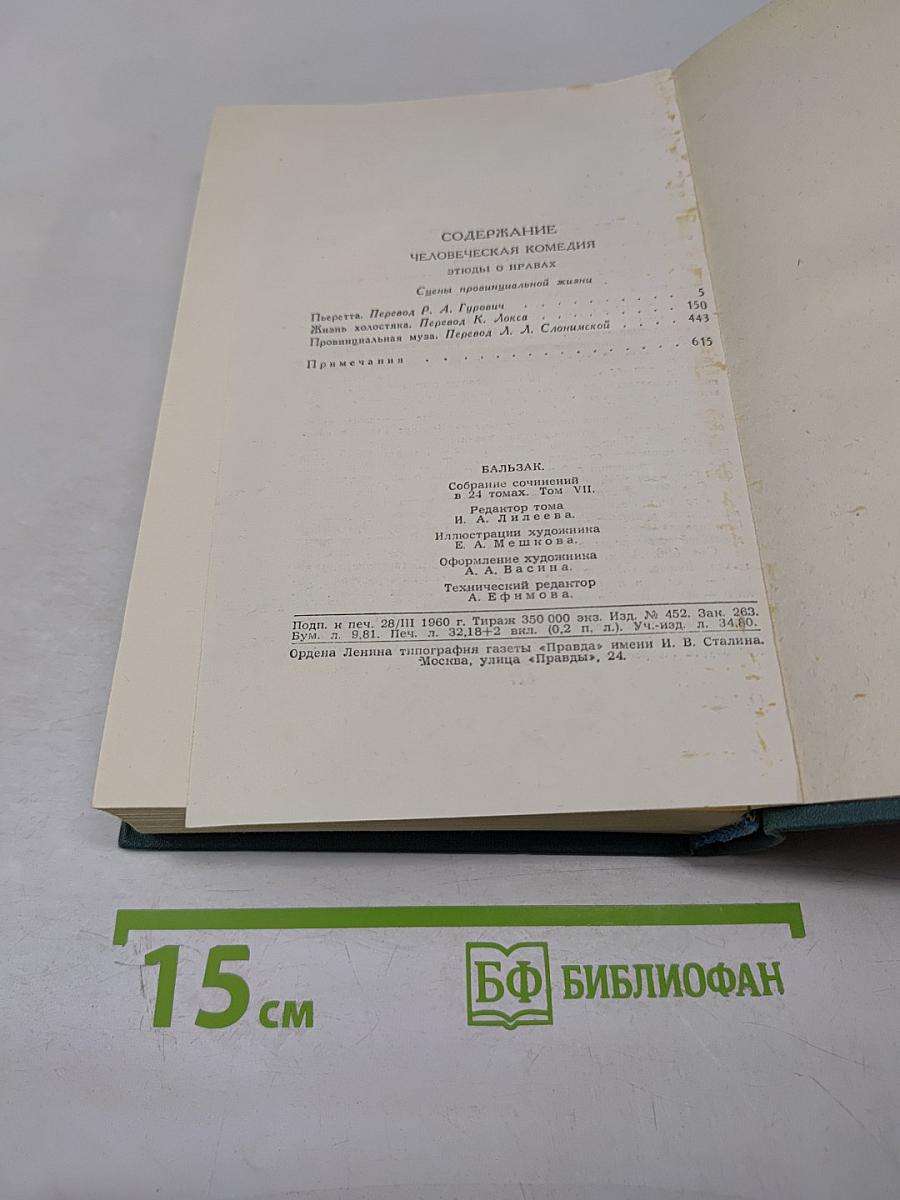 СОДЕРЖАНИЕ
ЧЕЛОВЕЧЕСКАЯ КОМЕДИЯ
ЭТЮДЫ О НРАВАХ
Сцены провинциальной жизни
Пьеретта. Перевод Р. А. Гурович . . . . . . . . . 5
Жизнь холостяка. Перевод К. Локса . . . . . . . . 150
Провинциальная муза. Перевод Л. Л. Слонимской . . . . 443
Примечания . . . . . . . . . . . . . . 615
БАЛЬЗАК.
Собрание сочинений
в 24 томах. Том VII.
Редактор тома
И. А. Лилеева.
Иллюстрации художника
Е. А. Мешкова.
Оформление художника
А. А. Васина.
Технический редактор
А. Ефимова.
Подп. к печ. 28/III 1960 г. Тираж 350 000 экз. Изд. № 452. Зак. 263.
Бум. л. 9,81. Печ. л. 32,18+2 вкл. (0,2 п. л.). Уч.-изд. л. 34,80.
Ордена Ленина типография газеты «Правда» имени И. В. Сталина.
Москва, улица «Правды», 24.
15 см
БФ БИБЛИОФАН